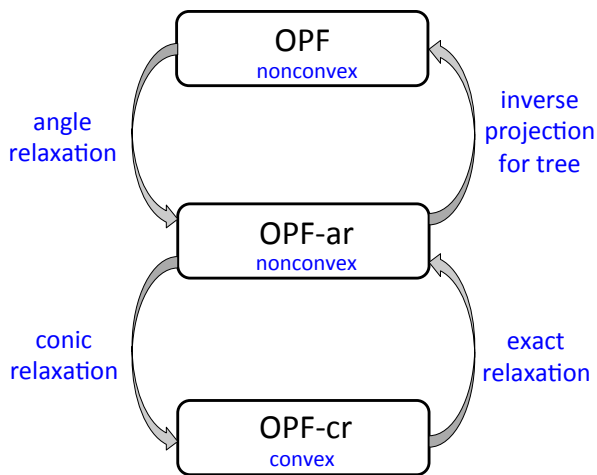 OPF
nonconvex
angle
relaxation
inverse
projection
for tree
OPF-ar
nonconvex
conic
relaxation
exact
relaxation
OPF-cr
convex